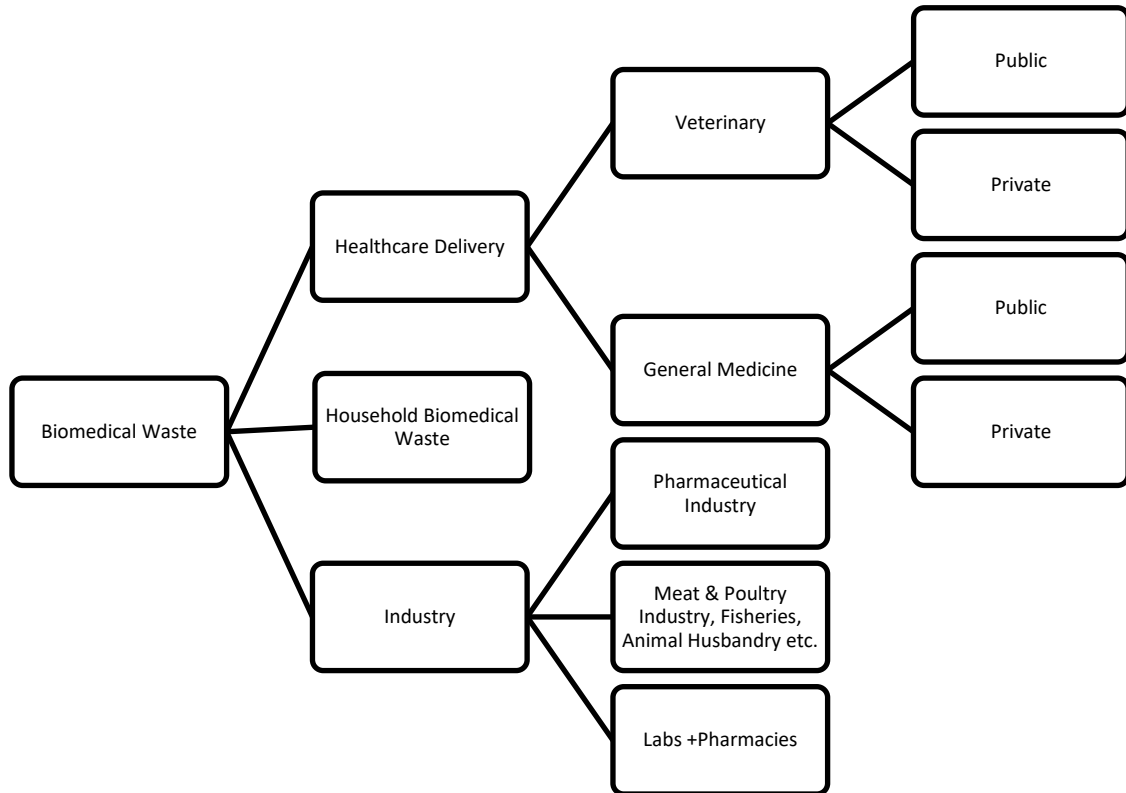 Public
Veterinary
Private
Healthcare Delivery
Public
General Medicine
Private
Biomedical Waste
Household Biomedical
Waste
Pharmaceutical
Industry
Industry
Meat & Poultry
Industry, Fisheries,
Animal Husbandry etc.
Labs +Pharmacies